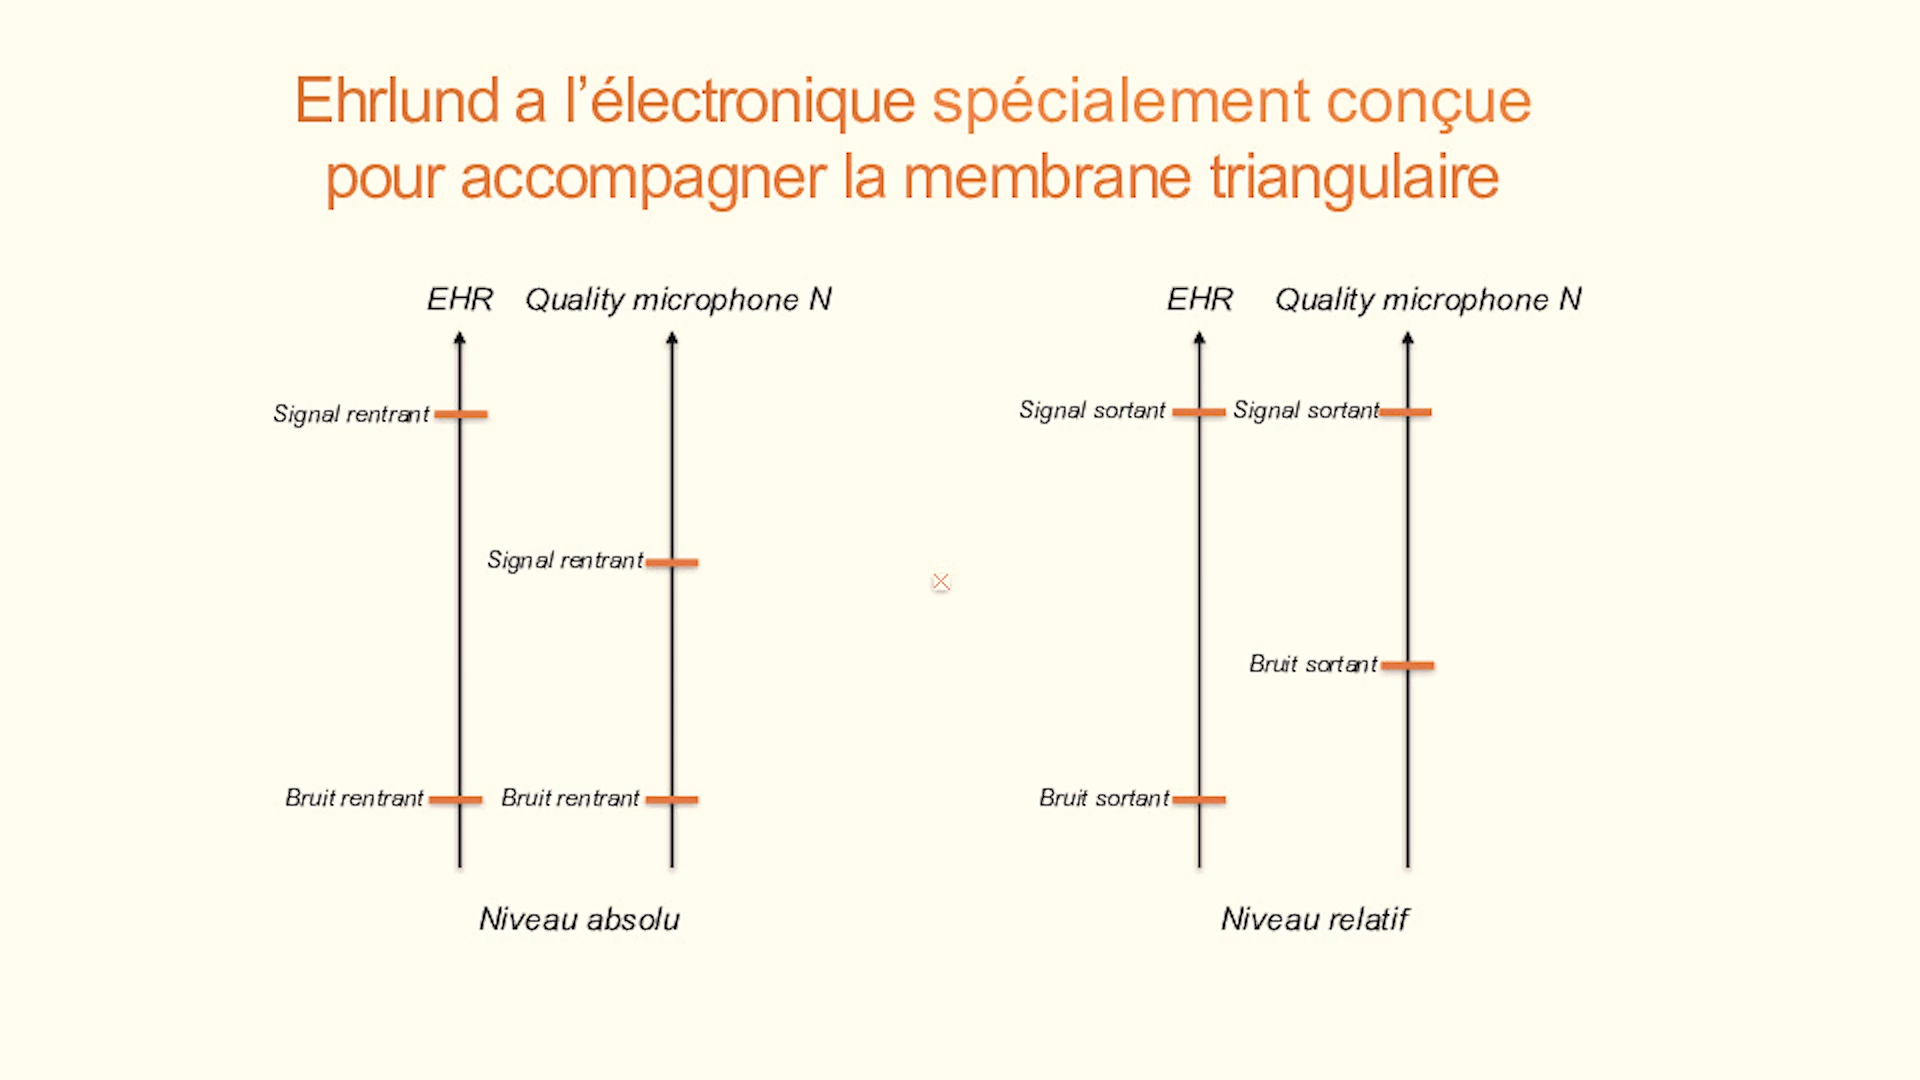 Ehrlund a l’électronique spécialement conçue
pour accompagner la membrane triangulaire
EHR Quality microphone N
Signal rentrant
Signal rentrant
Bruit rentrant Bruit rentrant
Niveau absolu
EHR Quality microphone N
Signal sortant Signal sortant
Bruit sortant
Bruit sortant
Niveau relatif